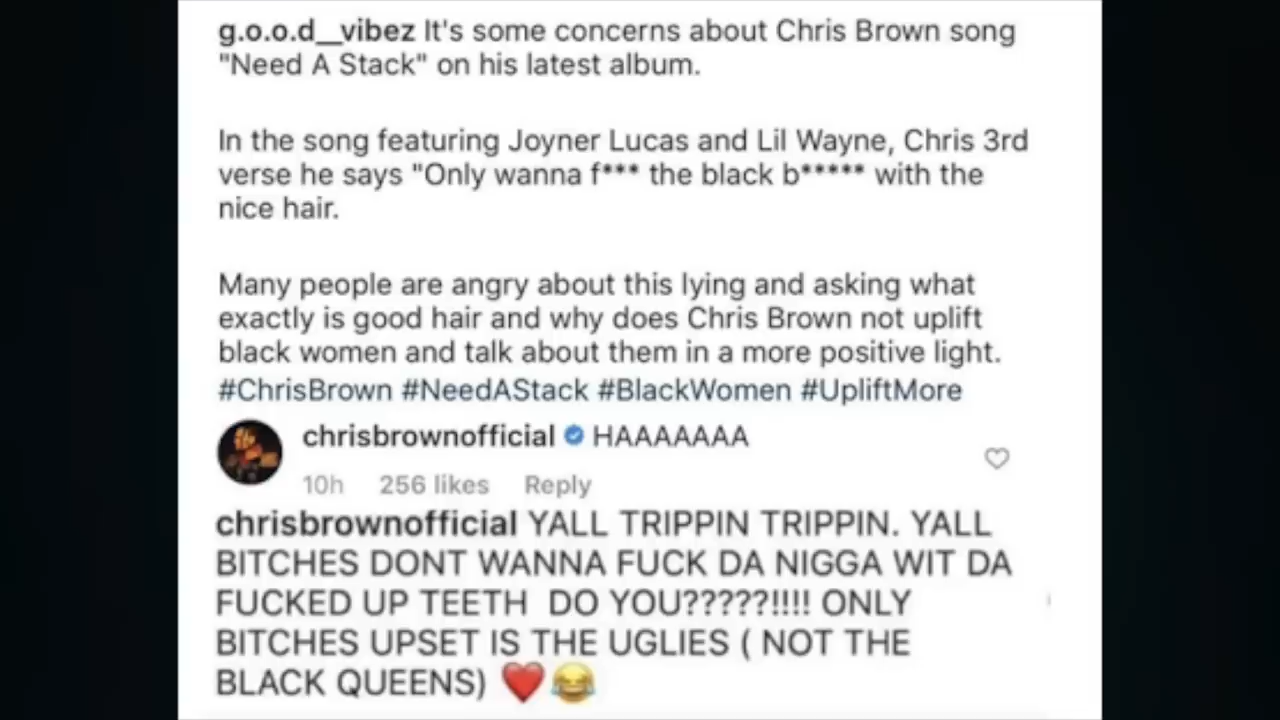 g.o.o.d__vibez It's some concerns about Chris Brown song
"Need A Stack" on his latest album.
In the song featuring Joyner Lucas and Lil Wayne, Chris 3rd
verse he says "Only wanna f*** the black b***** with the
nice hair.
Many people are angry about this lying and asking what
exactly is good hair and why does Chris Brown not uplift
black women and talk about them in a more positive light.
#ChrisBrown #NeedAStack #BlackWomen #UpliftMore
chrisbrownofficial HAAAAAAA
10h 256 likes Reply
chrisbrownofficial YALL TRIPPIN TRIPPIN. YALL
BITCHES DONT WANNA FUCK DA NIGGA WIT DA
FUCKED UP TEETH DO YOU?????!!!! ONLY
BITCHES UPSET IS THE UGLIES ( NOT THE
BLACK QUEENS) ❤️😂